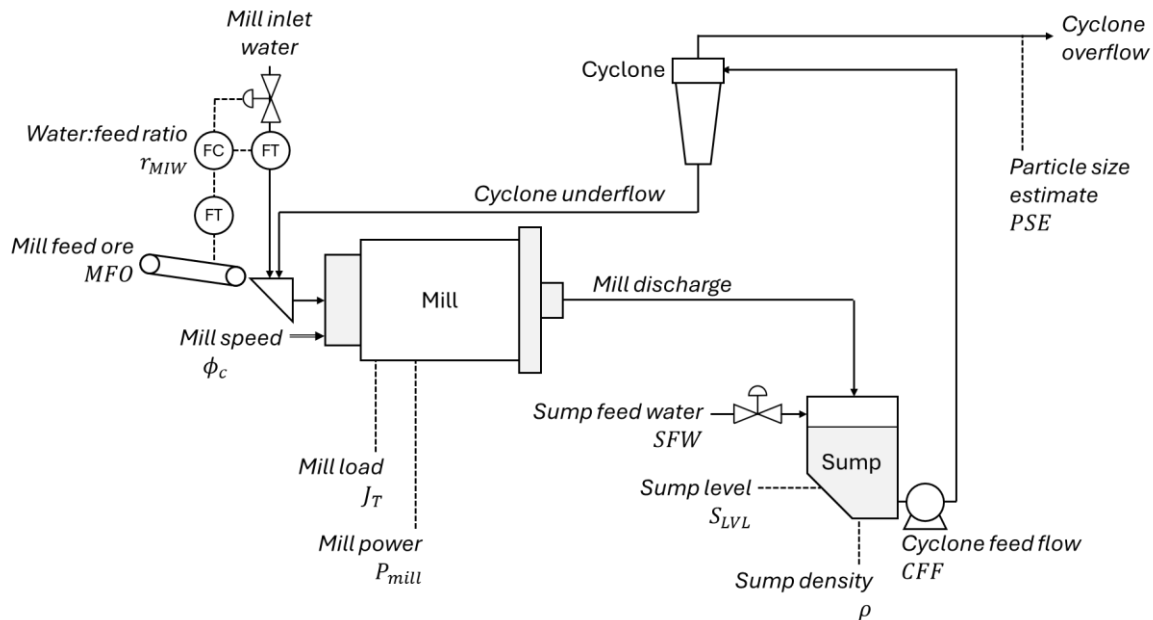 Mill inlet
water
Cyclone
overflow
Cyclone
Water:feed ratio
r_MIW
FC
FT
Particle size
estimate
PSE
Cyclone underflow
FT
Mill feed ore
MFO
Mill
Mill discharge
Mill speed
ϕ_c
Sump feed water
SFW
Mill load
J_T
Sump
Sump level
S_LVL
Mill power
P_mill
Cyclone feed flow
CFF
Sump density
ρ